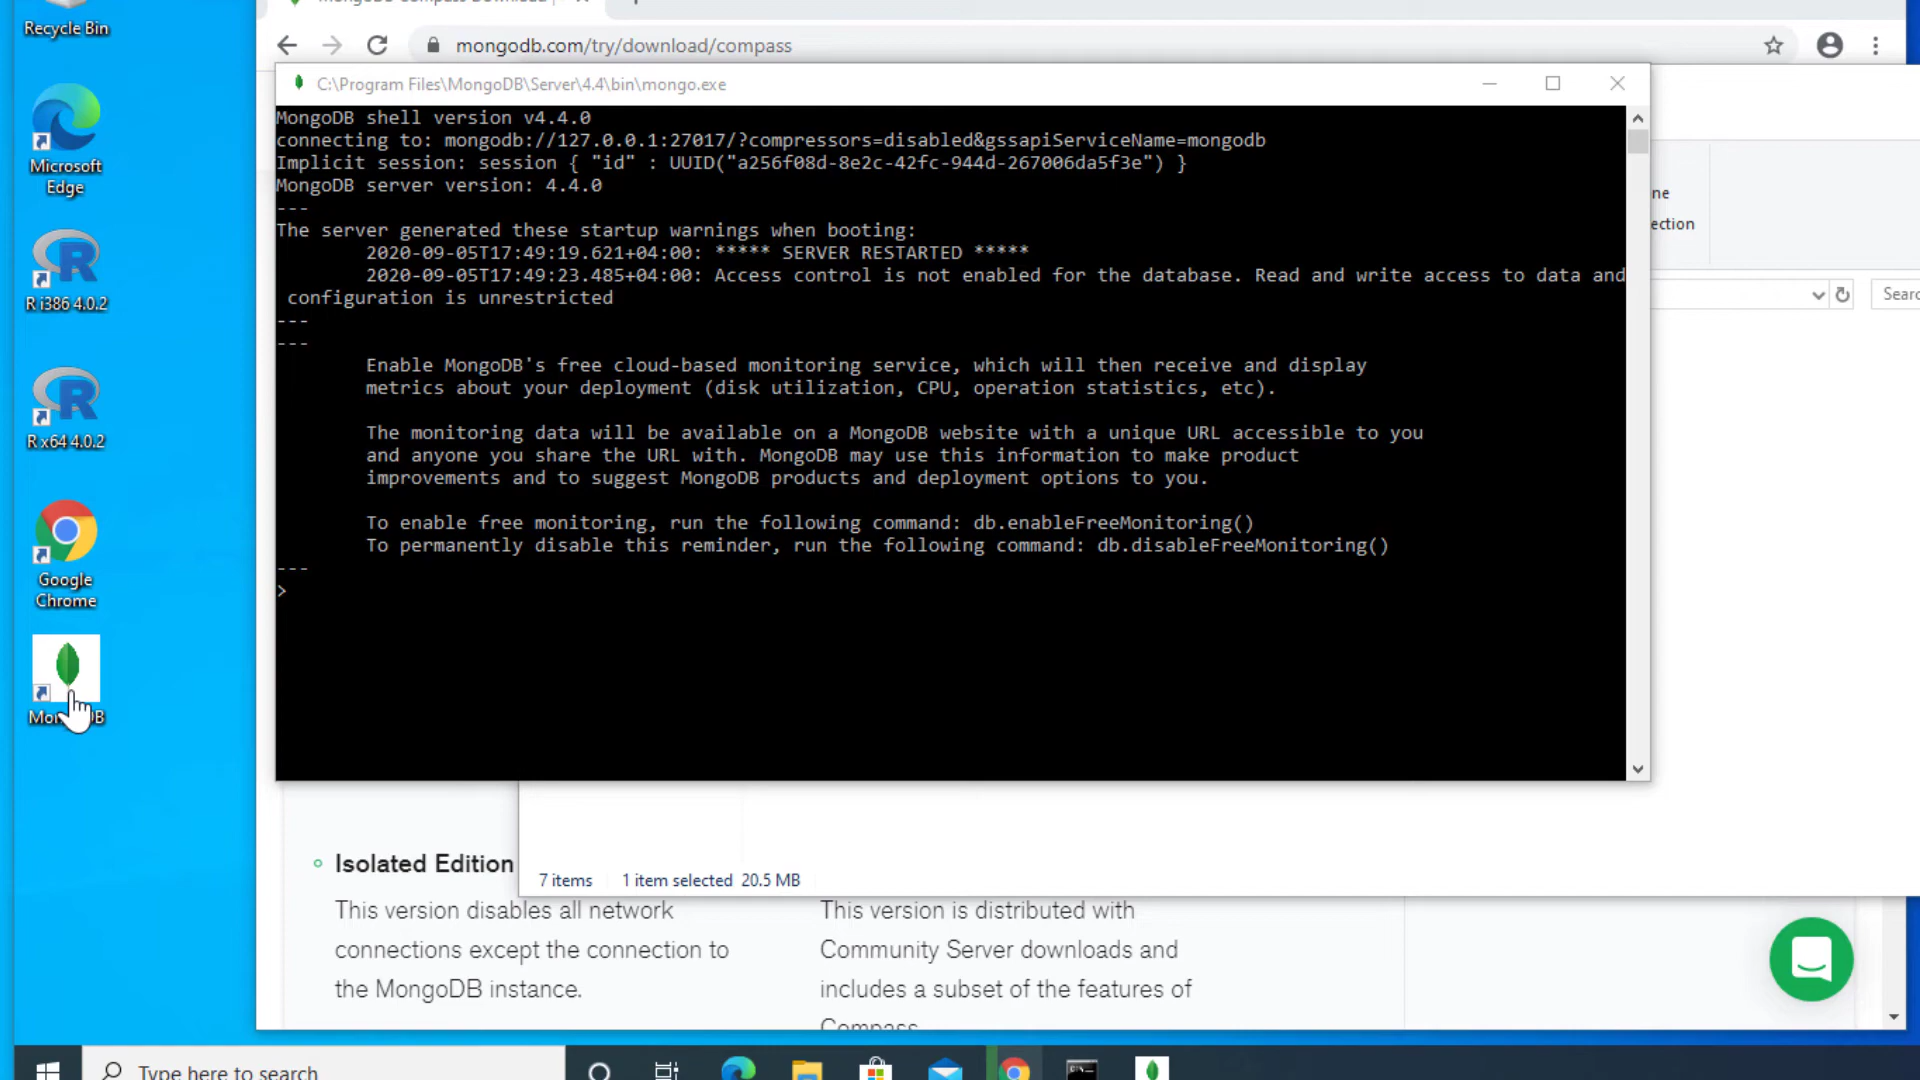 Recycle Bin
Microsoft
Edge
R i386 4.0.2
R x64 4.0.2
Google
Chrome
MongoDB Compass Download
mongodb.com/try/download/compass
C:\Program Files\MongoDB\Server\4.4\bin\mongo.exe
MongoDB shell version v4.4.0
connecting to: mongodb://127.0.0.1:27017/?compressors=disabled&gssapiServiceName=mongodb
Implicit session: session { "id" : UUID("a256f08d-8e2c-42fc-944d-267006da5f3e") }
MongoDB server version: 4.4.0
---
The server generated these startup warnings when booting:
2020-09-05T17:49:19.621+04:00: ***** SERVER RESTARTED *****
2020-09-05T17:49:23.485+04:00: Access control is not enabled for the database. Read and write access to data and
configuration is unrestricted
---
---
Enable MongoDB's free cloud-based monitoring service, which will then receive and display
metrics about your deployment (disk utilization, CPU, operation statistics, etc).
The monitoring data will be available on a MongoDB website with a unique URL accessible to you
and anyone you share the URL with. MongoDB may use this information to make product
improvements and to suggest MongoDB products and deployment options to you.
To enable free monitoring, run the following command: db.enableFreeMonitoring()
To permanently disable this reminder, run the following command: db.disableFreeMonitoring()
---
>
ne
ection
Searc
7 items 1 item selected 20.5 MB
Isolated Edition
This version disables all network
connections except the connection to
the MongoDB instance.
This version is distributed with
Community Server downloads and
includes a subset of the features of
Compass
Type here to search